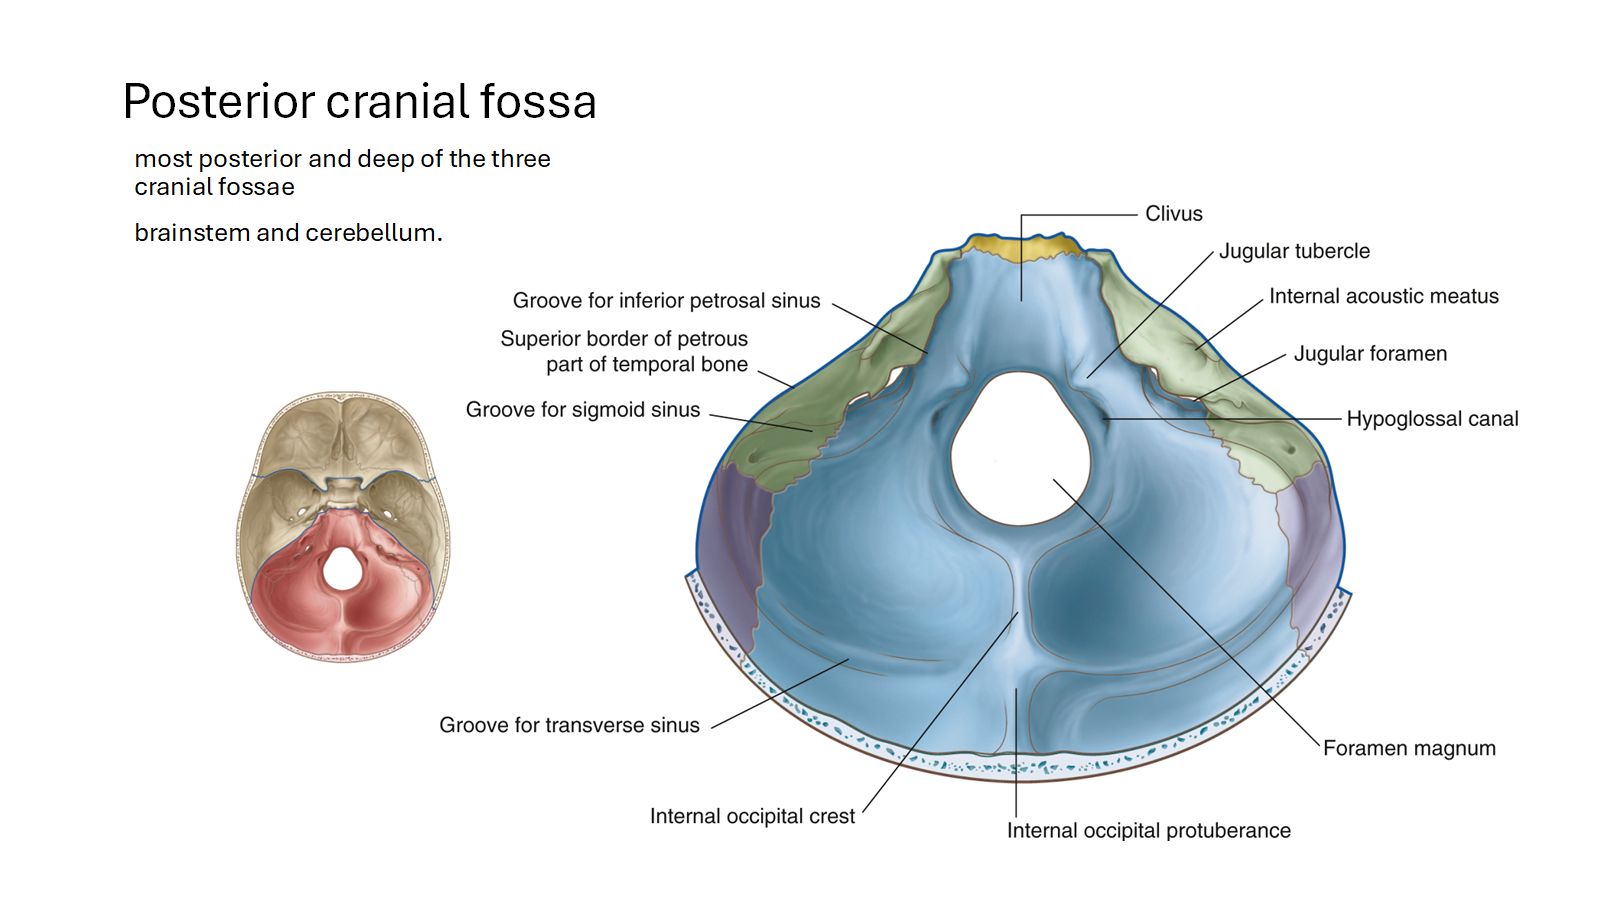 Posterior cranial fossa
most posterior and deep of the three
cranial fossae
brainstem and cerebellum.
Clivus
Jugular tubercle
Internal acoustic meatus
Jugular foramen
Hypoglossal canal
Groove for inferior petrosal sinus
Superior border of petrous
part of temporal bone
Groove for sigmoid sinus
Groove for transverse sinus
Internal occipital crest
Internal occipital protuberance
Foramen magnum